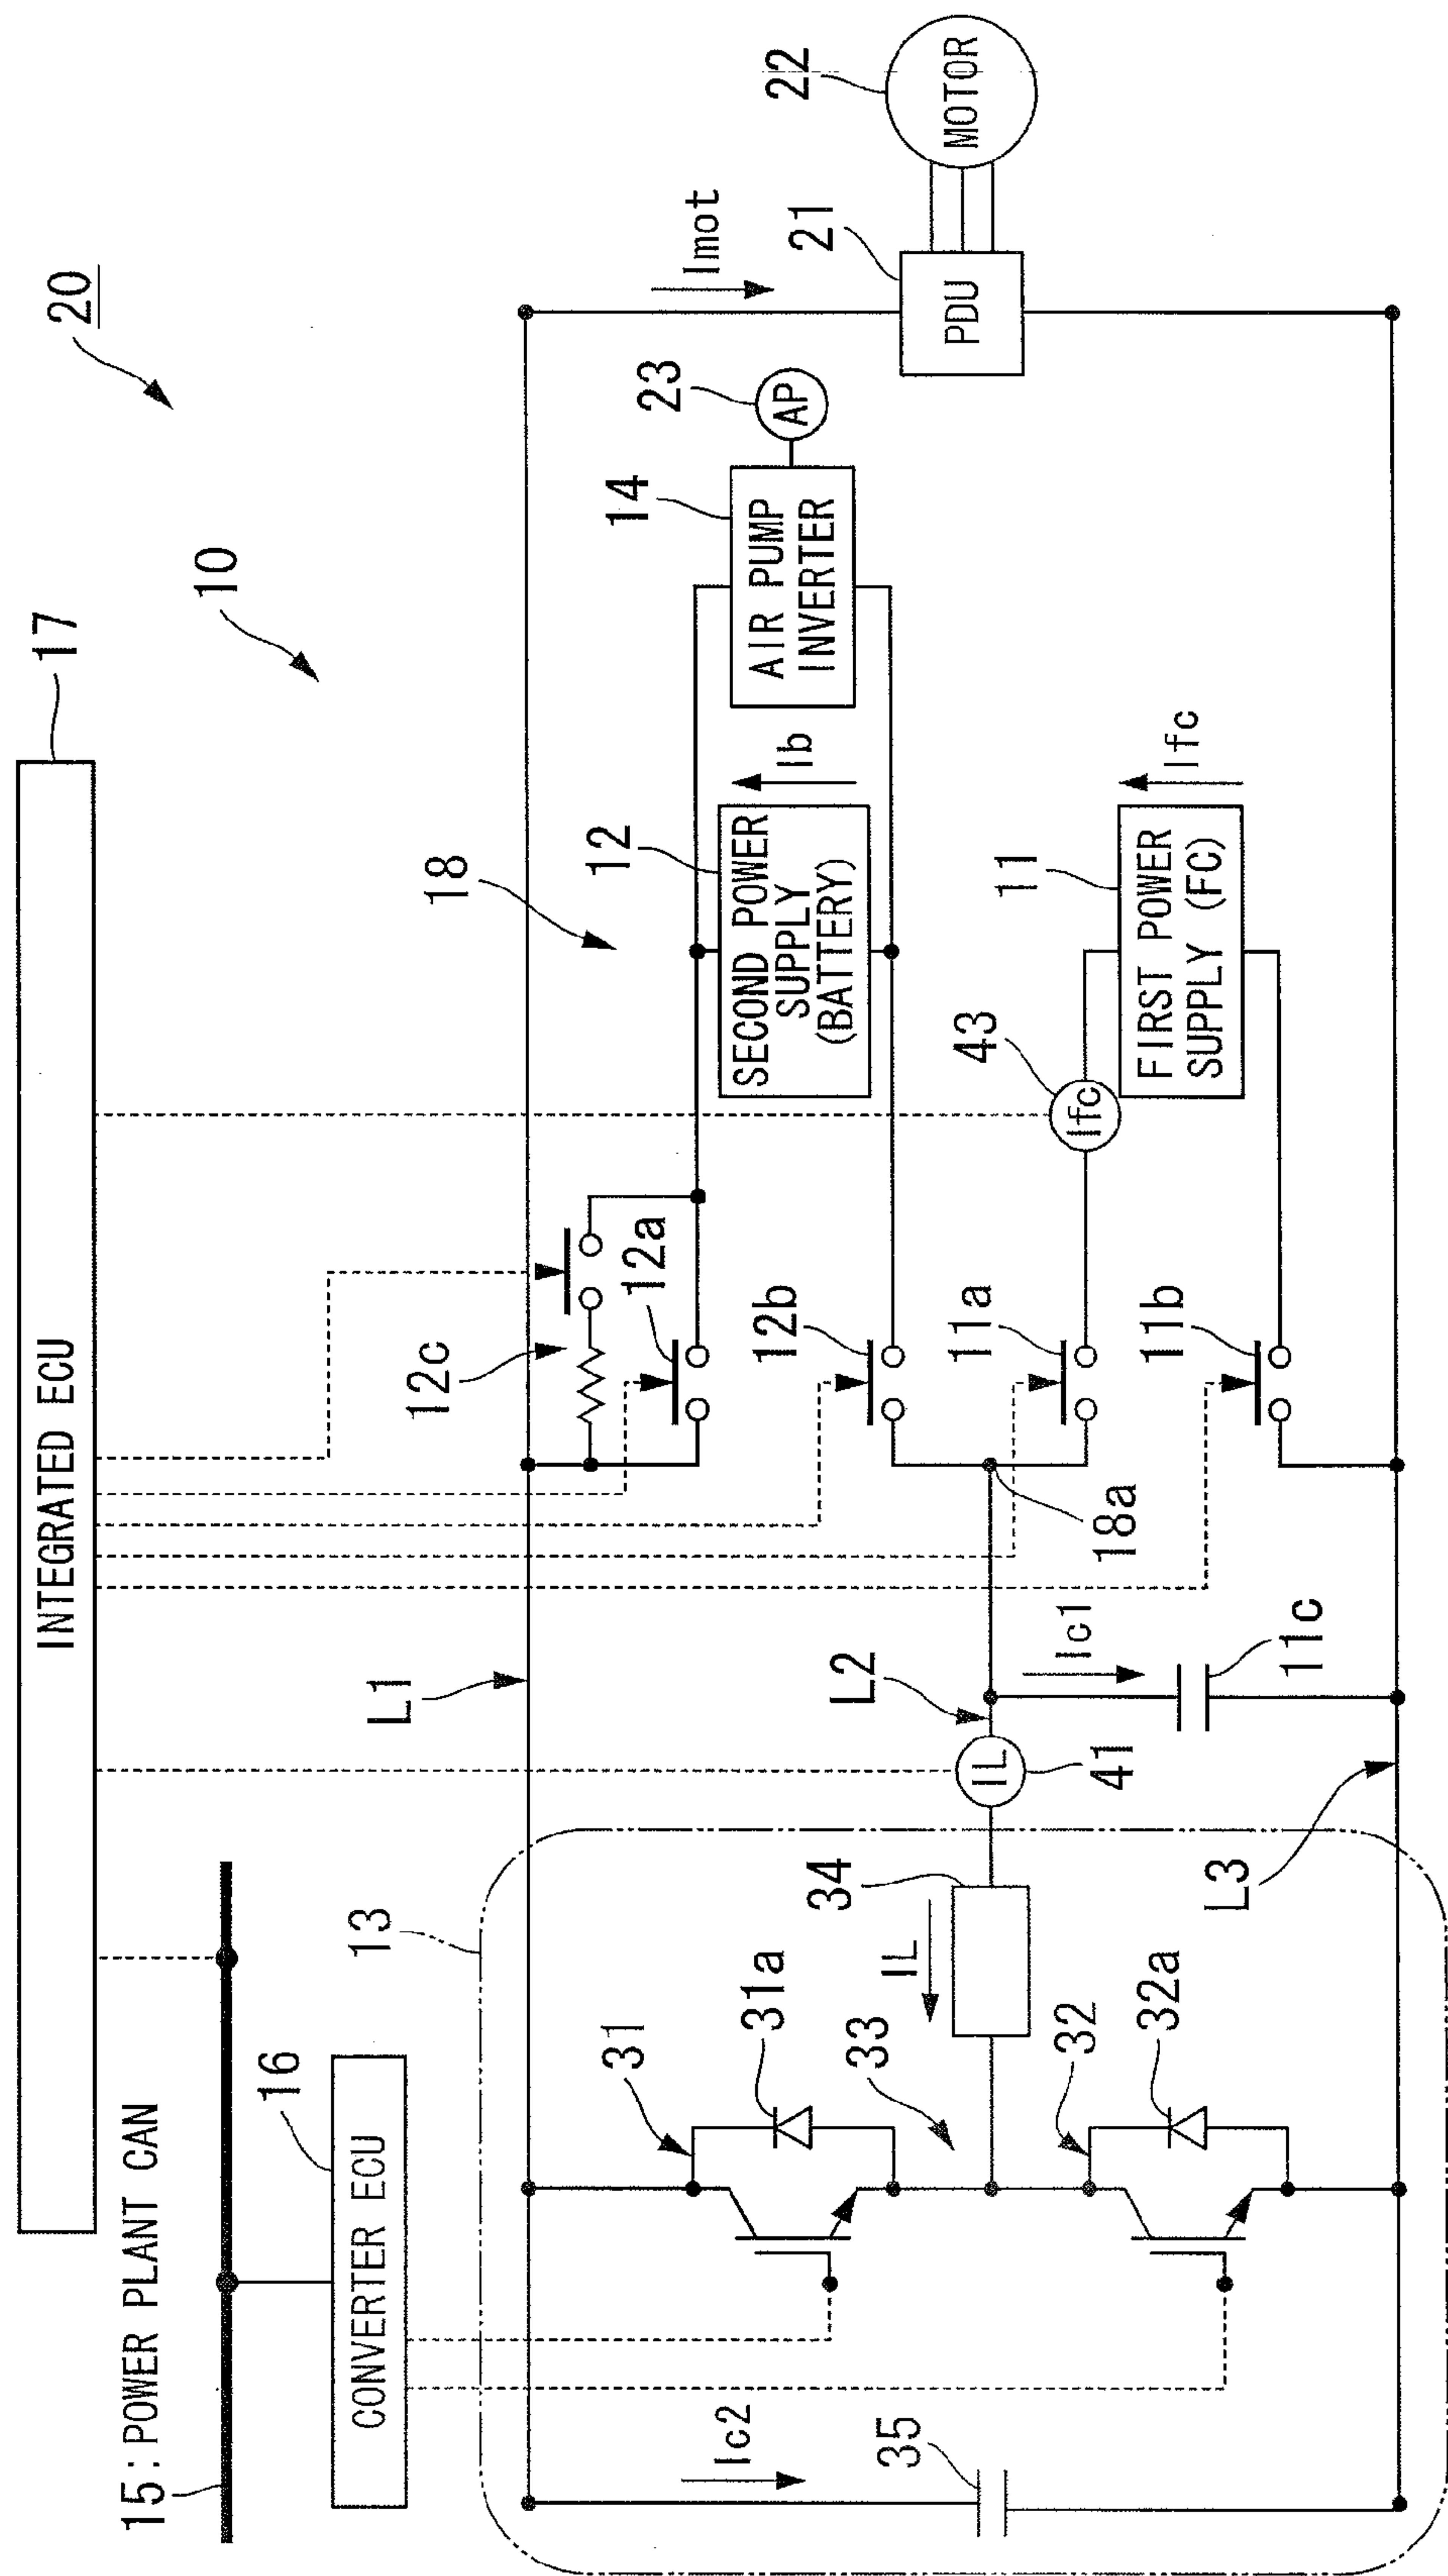 20
10
17
INTEGRATED ECU
15:POWER PLANT CAN
16
CONVERTER ECU
13
L1
12c
12a
18
12
SECOND POWER
SUPPLY
(BATTERY)
Ib
14
AIR PUMP
INVERTER
23
AP
Imot
21
PDU
22
MOTOR
12b
11a
11b
43
Ifc
11
FIRST POWER
SUPPLY (FC)
Ifc
18a
L2
Ic1
11c
IL
41
L3
34
IL
31
31a
33
32
32a
Ic2
35